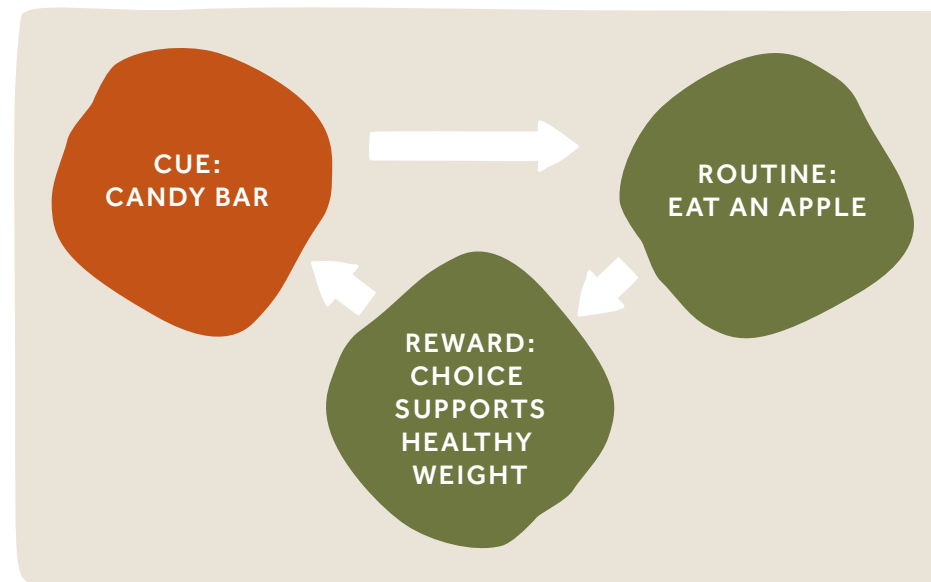 CUE:
CANDY BAR
ROUTINE:
EAT AN APPLE
REWARD:
CHOICE
SUPPORTS
HEALTHY
WEIGHT